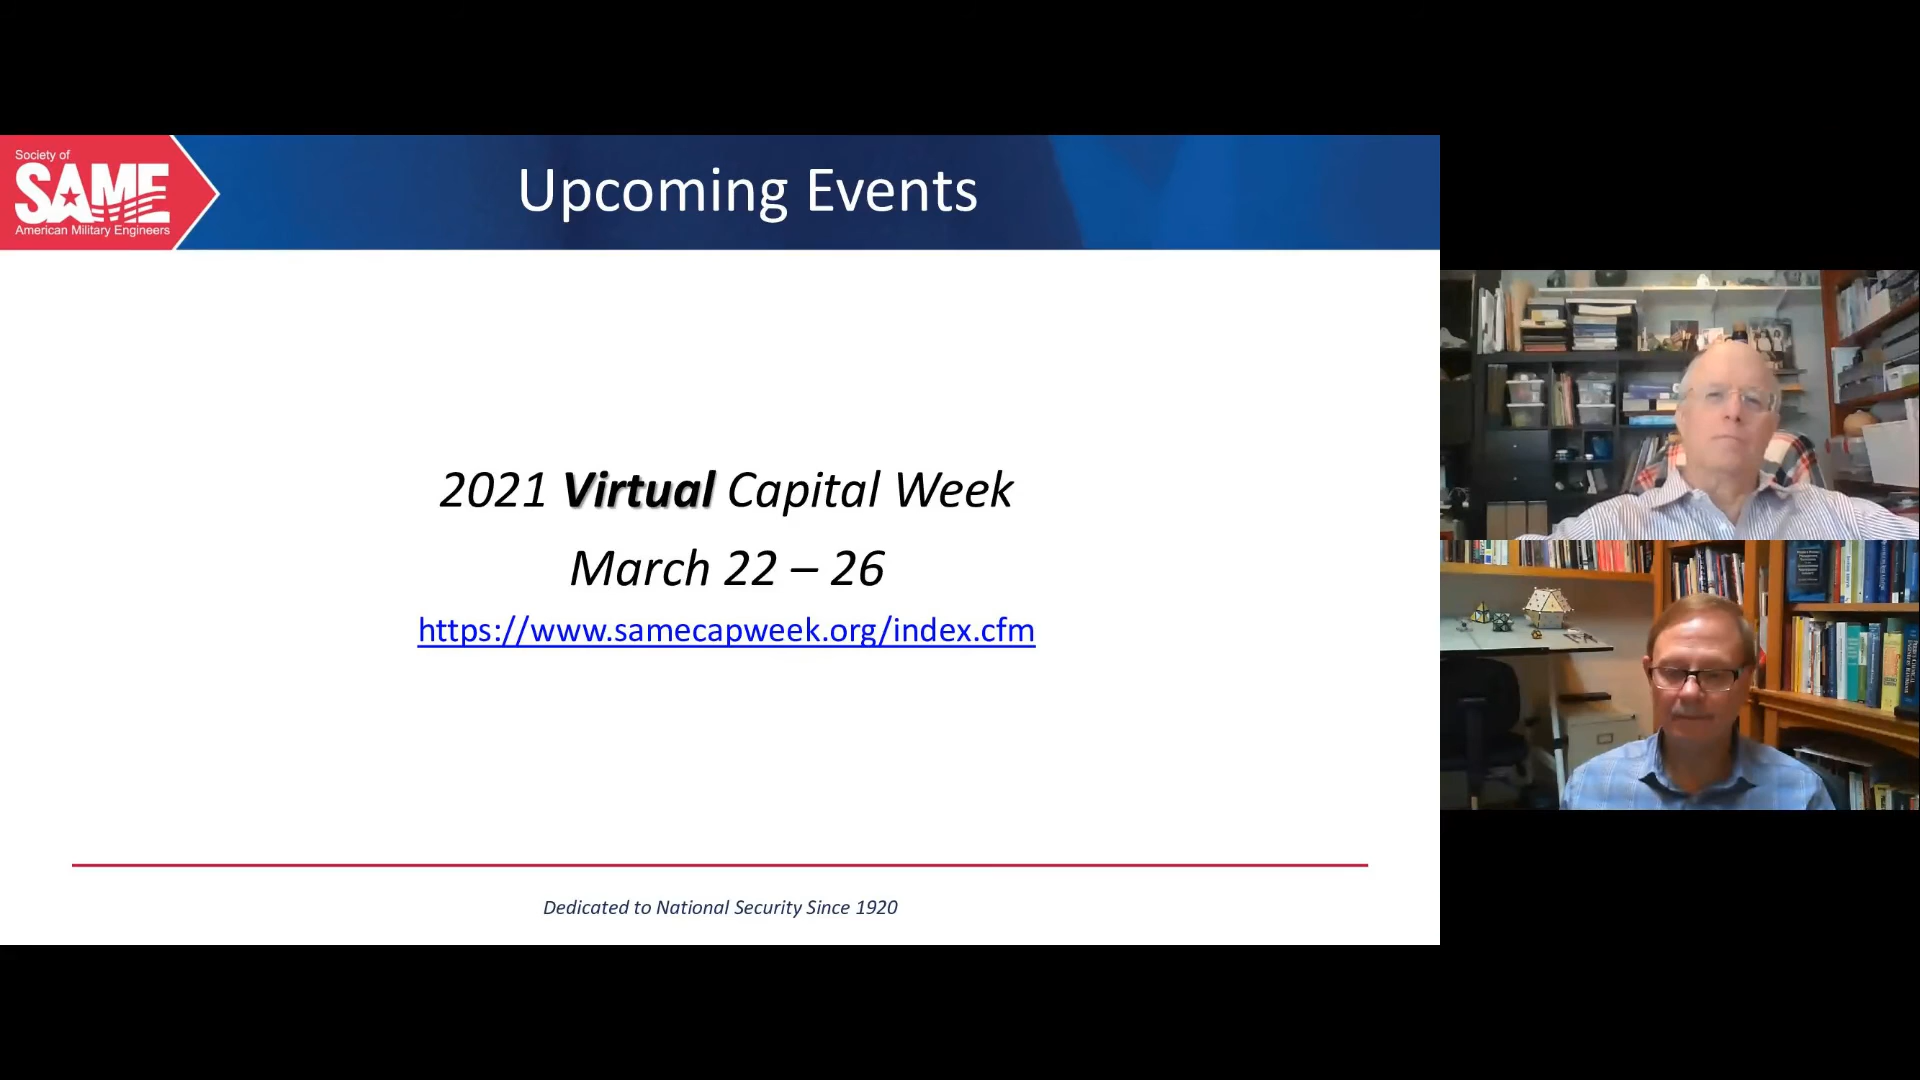 Society of
SAME
American Military Engineers
Upcoming Events
2021 Virtual Capital Week
March 22 – 26
https://www.samecapweek.org/index.cfm
Dedicated to National Security Since 1920